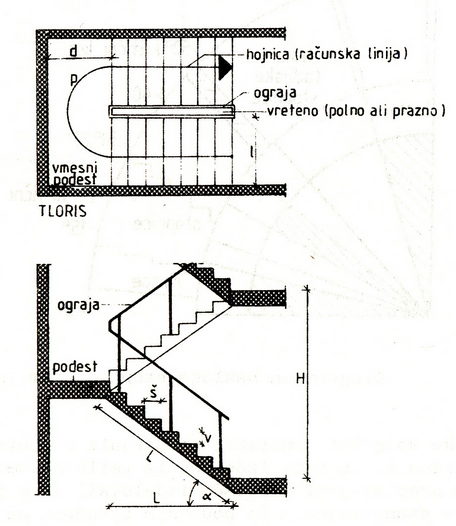 d
hojnica (računska linija)
p
ograja
vreteno (polno ali prazno)
l
vmesni
podest
TLORIS
ograja
podest
š
H
v
l
L
α